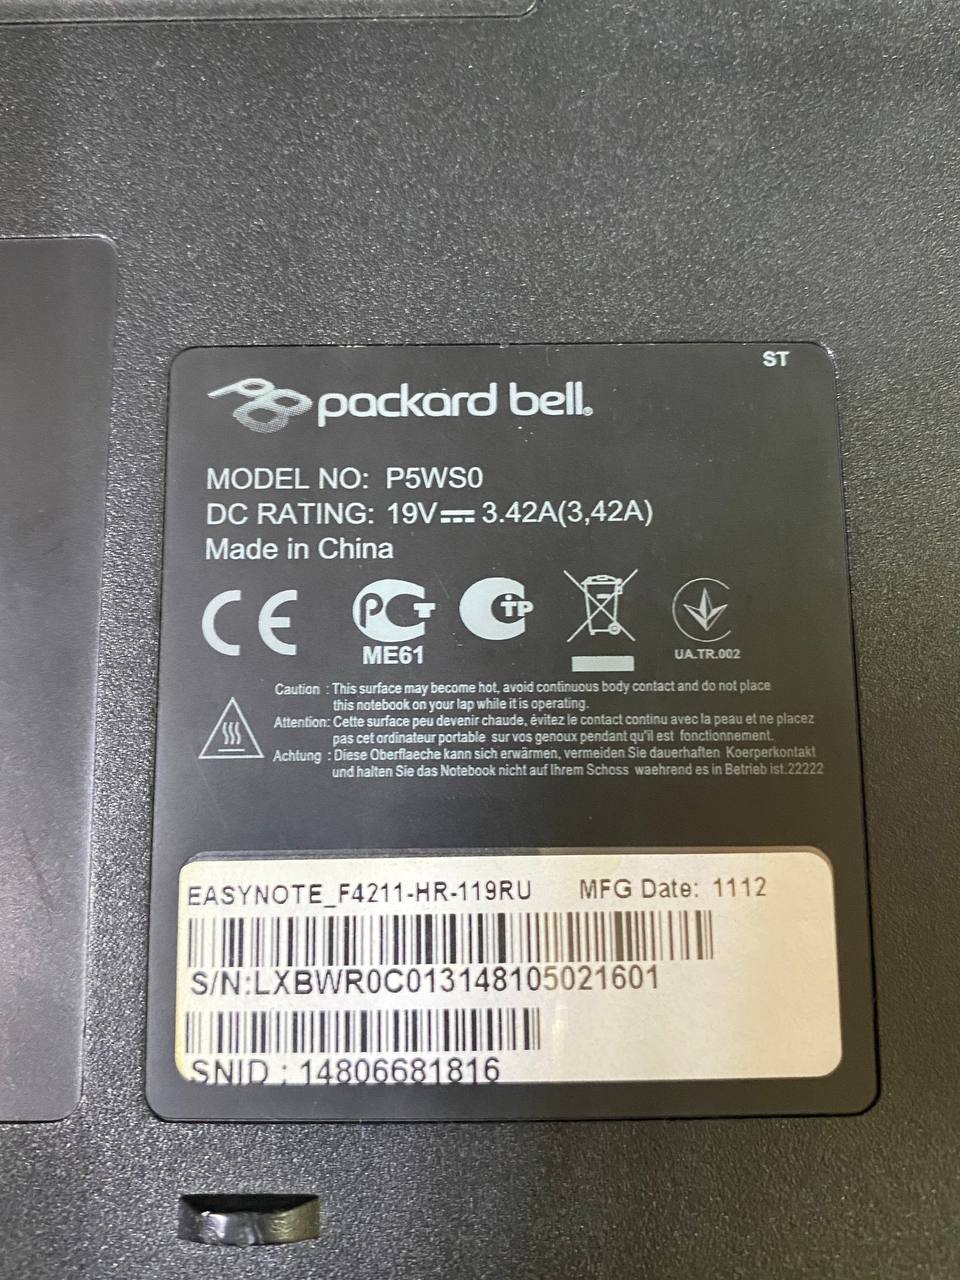 ST
packard bell®
MODEL NO: P5WS0
DC RATING: 19V⎓ 3.42A(3,42A)
Made in China
CE PCT CTP
ME61
UA.TR.002
Caution : This surface may become hot, avoid continuous body contact and do not place
this notebook on your lap while it is operating.
Attention: Cette surface peu devenir chaude, évitez le contact continu avec la peau et ne placez
pas cet ordinateur portable sur vos genoux pendant qu'il est fonctionnement.
Achtung : Diese Oberflaeche kann sich erwärmen, vermeiden Sie dauerhaften Koerperkontakt
und halten Sie das Notebook nicht auf Ihrem Schoss waehrend es in Betrieb ist.22222
EASYNOTE_F4211-HR-119RU MFG Date: 1112
S/N:LXBWR0C013148105021601
SNID : 14806681816